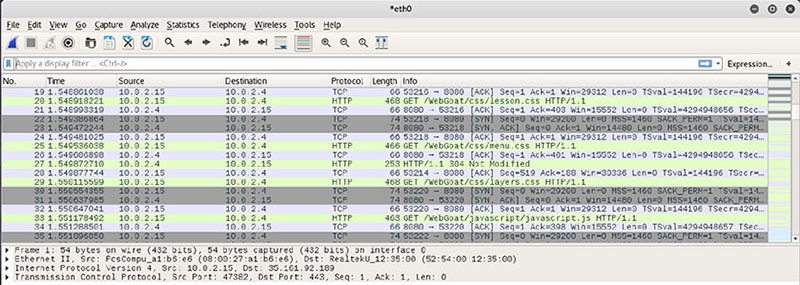 *eth0
File Edit View Go Capture Analyze Statistics Telephony Wireless Tools Help
Apply a display filter ... <Ctrl-/> Expression... +
No. Time Source Destination Protocol Length Info
19 1.548861038 10.0.2.15 10.0.2.4 TCP 66 53216 → 8080 [ACK] Seq=1 Ack=1 Win=29312 Len=0 TSval=144196 TSecr=4294…
20 1.548918221 10.0.2.15 10.0.2.4 HTTP 468 GET /WebGoat/css/lesson.css HTTP/1.1
21 1.548993319 10.0.2.4 10.0.2.15 TCP 66 8080 → 53216 [ACK] Seq=1 Ack=403 Win=15552 Len=0 TSval=4294948656 TSec…
22 1.549386864 10.0.2.15 10.0.2.4 TCP 74 53218 → 8080 [SYN] Seq=0 Win=29200 Len=0 MSS=1460 SACK_PERM=1 TSval=14…
23 1.549472244 10.0.2.4 10.0.2.15 TCP 74 8080 → 53218 [SYN, ACK] Seq=0 Ack=1 Win=14480 Len=0 MSS=1460 SACK_PERM…
24 1.549481025 10.0.2.15 10.0.2.4 TCP 66 53218 → 8080 [ACK] Seq=1 Ack=1 Win=29312 Len=0 TSval=144196 TSecr=4294…
25 1.549536038 10.0.2.15 10.0.2.4 HTTP 466 GET /WebGoat/css/menu.css HTTP/1.1
26 1.549600898 10.0.2.4 10.0.2.15 TCP 66 8080 → 53218 [ACK] Seq=1 Ack=401 Win=15552 Len=0 TSval=4294948656 TSec…
27 1.549872710 10.0.2.4 10.0.2.15 HTTP 253 HTTP/1.1 304 Not Modified
28 1.549877744 10.0.2.15 10.0.2.4 TCP 66 53214 → 8080 [ACK] Seq=519 Ack=188 Win=30336 Len=0 TSval=144196 TSecr=…
29 1.550115599 10.0.2.15 10.0.2.4 HTTP 468 GET /WebGoat/css/layers.css HTTP/1.1
30 1.550554355 10.0.2.15 10.0.2.4 TCP 74 53220 → 8080 [SYN] Seq=0 Win=29200 Len=0 MSS=1460 SACK_PERM=1 TSval=14…
31 1.550637985 10.0.2.4 10.0.2.15 TCP 74 8080 → 53220 [SYN, ACK] Seq=0 Ack=1 Win=14480 Len=0 MSS=1460 SACK_PERM…
32 1.550647041 10.0.2.15 10.0.2.4 TCP 66 53220 → 8080 [ACK] Seq=1 Ack=1 Win=29312 Len=0 TSval=144196 TSecr=4294…
33 1.551178492 10.0.2.15 10.0.2.4 HTTP 463 GET /WebGoat/javascript/javascript.js HTTP/1.1
34 1.551288501 10.0.2.4 10.0.2.15 TCP 66 8080 → 53220 [ACK] Seq=1 Ack=398 Win=15552 Len=0 TSval=4294948657 TSec…
35 10.0.2.15 10.0.2.4 TCP 74 53222 → 8080 [SYN] Seq=0 Win=29200 Len=0 MSS=1460 SACK_PERM=1 TSval=14…
Frame 1: 54 bytes on wire (432 bits), 54 bytes captured (432 bits) on interface 0
Ethernet II, Src: PcsCompu_a1:b6:e6 (08:00:27:a1:b6:e6), Dst: RealtekU_12:35:00 (52:54:00:12:35:00)
Internet Protocol Version 4, Src: 10.0.2.15, Dst: 35.161.92.189
Transmission Control Protocol, Src Port: 47382, Dst Port: 443, Seq: 1, Ack: 1, Len: 0